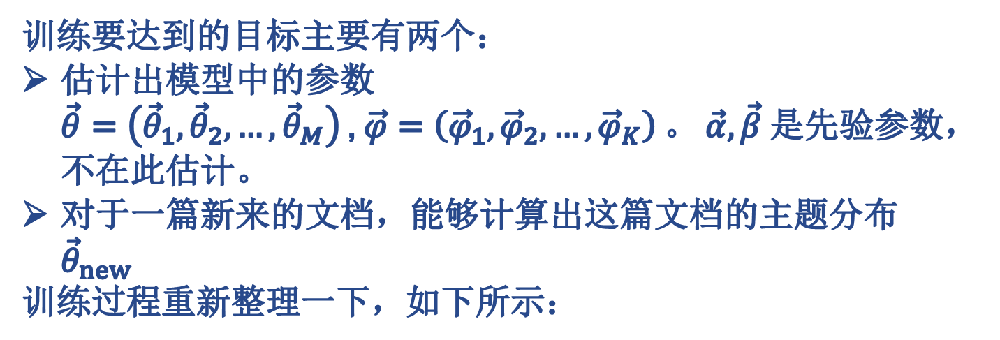 训练要达到的目标主要有两个：
➢ 估计出模型中的参数
$\vec{\theta} = (\vec{\theta}_1, \vec{\theta}_2, \ldots, \vec{\theta}_M)$ , $\vec{\varphi} = (\vec{\varphi}_1, \vec{\varphi}_2, \ldots, \vec{\varphi}_K)$ 。 $\vec{\alpha}, \vec{\beta}$ 是先验参数，
不在此估计。
➢ 对于一篇新来的文档，能够计算出这篇文档的主题分布
$\vec{\theta}_{\text{new}}$
训练过程重新整理一下，如下所示：